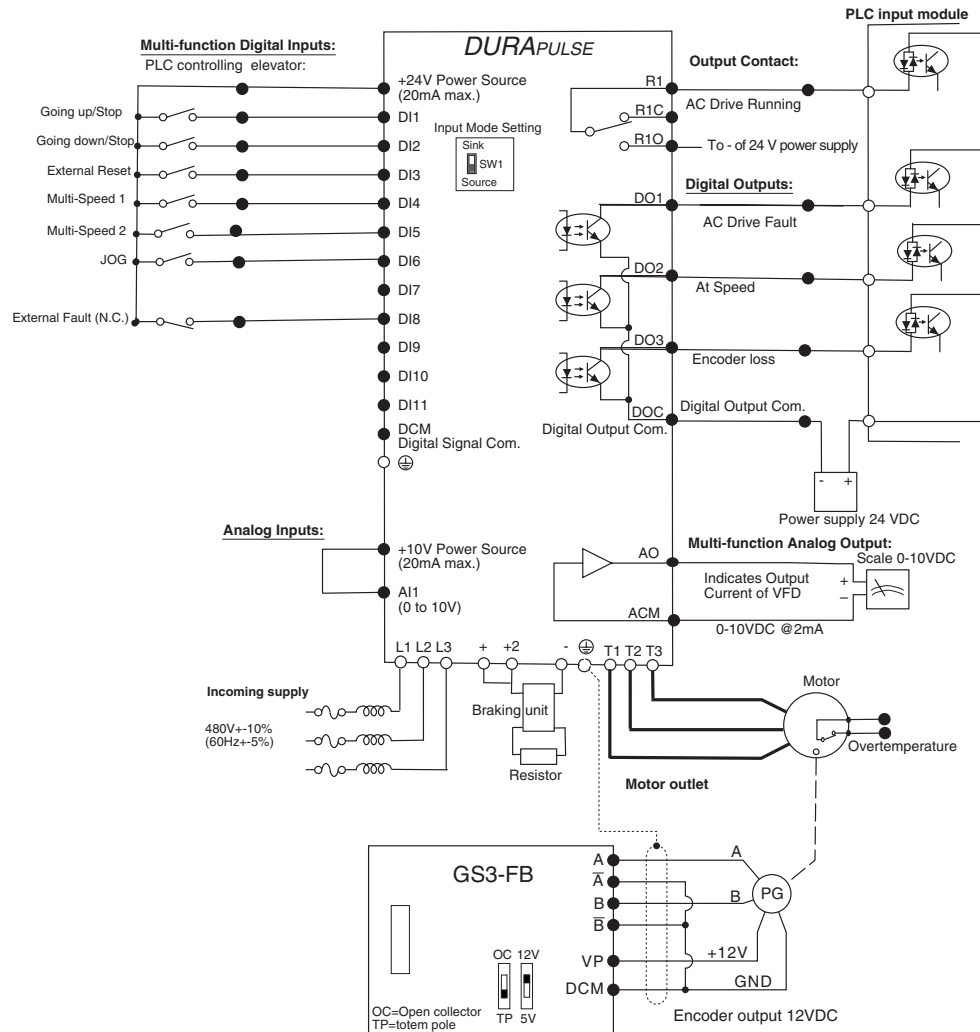 PLC input module
DURAPULSE
Multi-function Digital Inputs:
PLC controlling elevator:
Output Contact:
+24V Power Source
(20mA max.)
R1
AC Drive Running
Going up/Stop
DI1
R1C
Going down/Stop
DI2
Input Mode Setting
Sink
SW1
Source
R1O
To - of 24 V power supply
External Reset
DI3
Digital Outputs:
Multi-Speed 1
DI4
DO1
AC Drive Fault
Multi-Speed 2
DI5
JOG
DI6
DO2
At Speed
DI7
External Fault (N.C.)
DI8
DI9
DO3
Encoder loss
DI10
DI11
DOC
Digital Output Com.
Digital Output Com.
DCM
Digital Signal Com.
- +
Power supply 24 VDC
Analog Inputs:
+10V Power Source
(20mA max.)
AI1
(0 to 10V)
Multi-function Analog Output:
Scale 0-10VDC
AO
Indicates Output
Current of VFD
+
–
ACM
0-10VDC @2mA
L1 L2 L3 + +2 - T1 T2 T3
Incoming supply
480V+-10%
(60Hz+-5%)
Braking unit
Resistor
Motor
Overtemperature
Motor outlet
GS3-FB
A
A
A
B
B
B
PG
OC 12V
VP
+12V
DCM
GND
TP 5V
OC=Open collector
TP=totem pole
Encoder output 12VDC